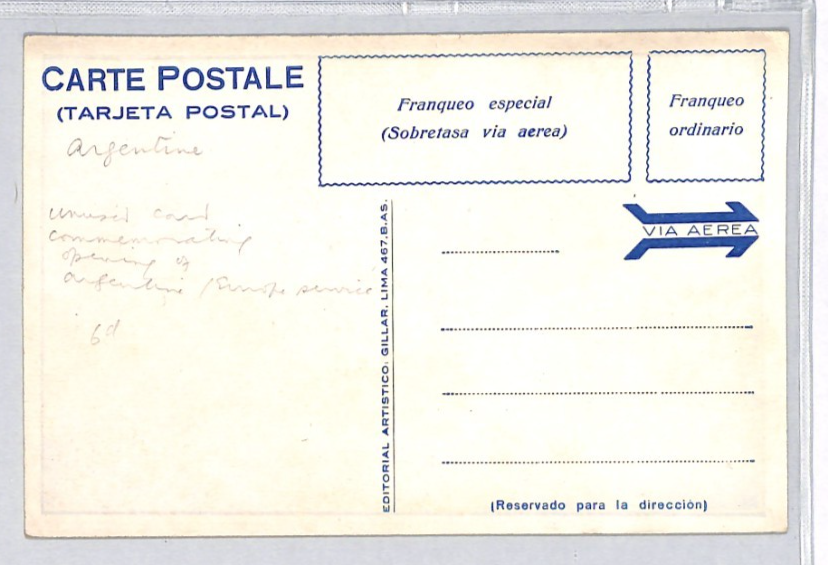 CARTE POSTALE
(TARJETA POSTAL)
Argentine
unused card
commemorating
opening of
Argentine / Europe service
6d
Franqueo especial
(Sobretasa via aerea)
Franqueo
ordinario
VIA AEREA
EDITORIAL ARTISTICO, GILLAR, LIMA 467, B. AS.
(Reservado para la dirección)